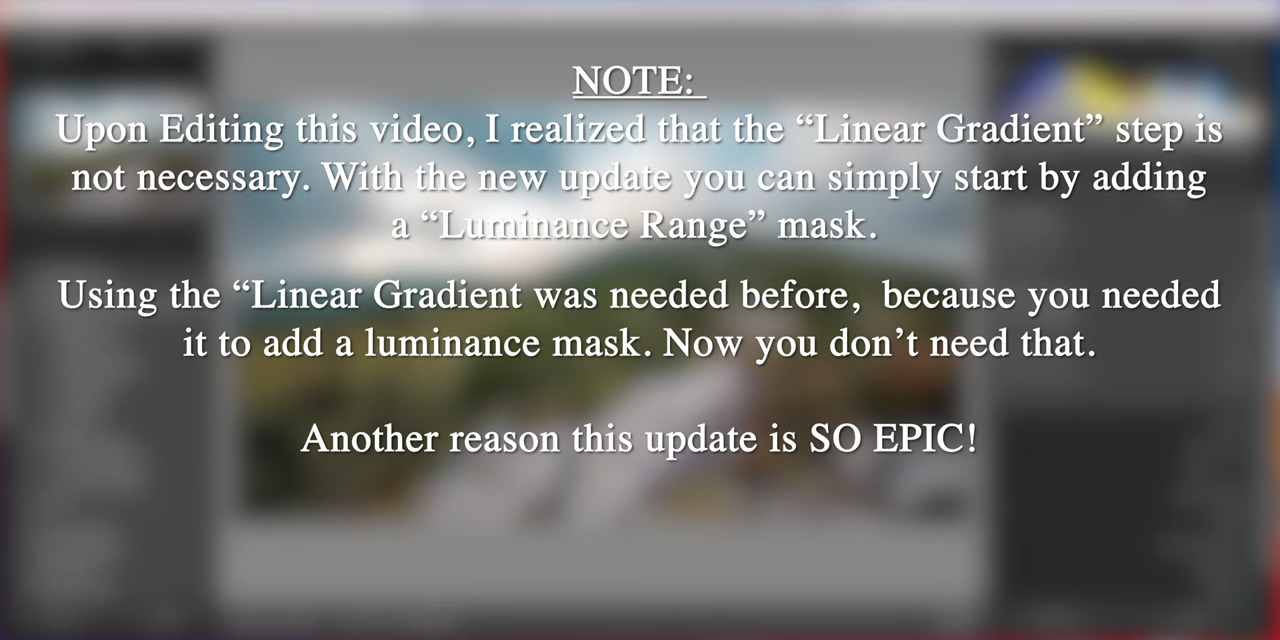 NOTE:
Upon Editing this video, I realized that the “Linear Gradient” step is
not necessary. With the new update you can simply start by adding
a “Luminance Range” mask.
Using the “Linear Gradient was needed before,  because you needed
it to add a luminance mask. Now you don’t need that.
Another reason this update is SO EPIC!